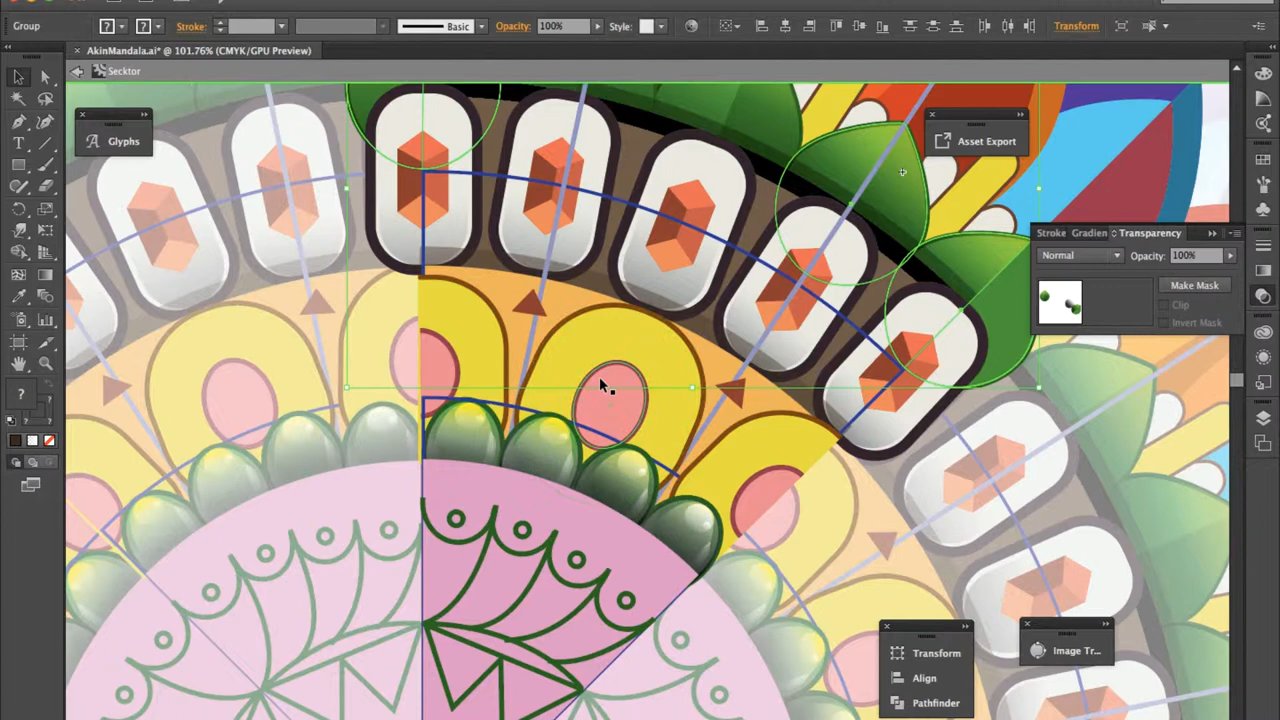 Group
?
?
Stroke:
Basic
Opacity:
100%
Style:
Transform
× AkinMandala.ai* @ 101.76% (CMYK/GPU Preview)
Secktor
A Glyphs
Asset Export
Stroke Gradien Transparency
Normal
Opacity:
100%
Make Mask
Clip
Invert Mask
T
?
?
?
Transform
Align
Pathfinder
Image Tr...